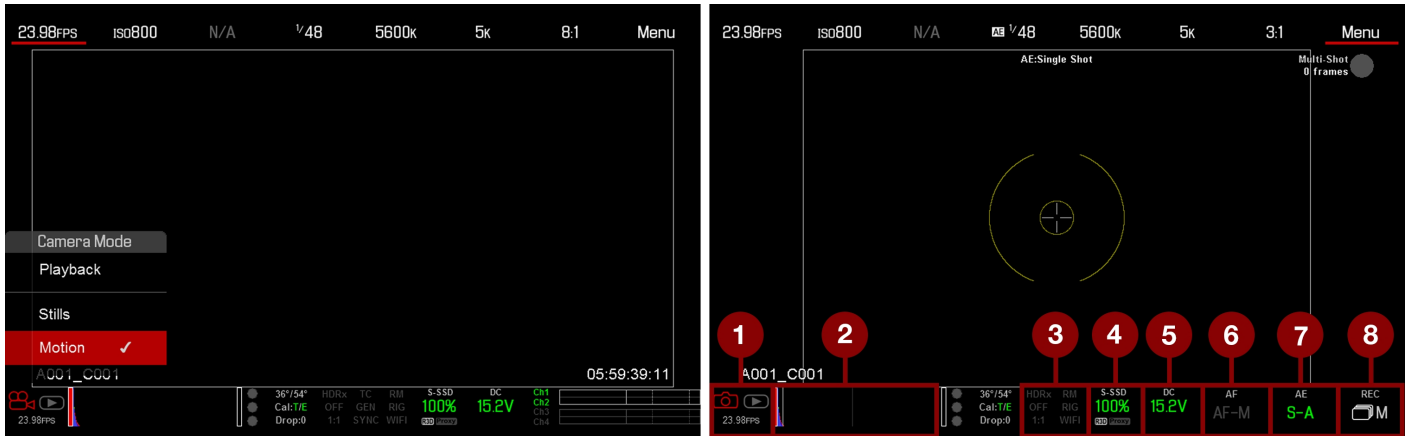 23.98FPS ISO800 N/A 1/48 5600K 5K 8:1 Menu
Camera Mode
Playback
Stills
Motion ✓
A001_C001 05:59:39:11
36°/54° HDRx TC RM S-SSD DC Ch1
Cal:T/E OFF GEN RIG 100% 15.2V Ch2
Ch3
23.98FPS Drop:0 1:1 SYNC WIFI R3D Proxy Ch4
23.98FPS ISO800 N/A AE 1/48 5600K 5K 3:1 Menu
AE:Single Shot Multi-Shot
0 frames
1 2 3 4 5 6 7 8
A001_C001
36°/54° HDRx RM S-SSD DC AF AE REC
Cal:T/E OFF RIG 100% 15.2V AF-M S-A M
23.98FPS Drop:0 1:1 WIFI R3D Proxy